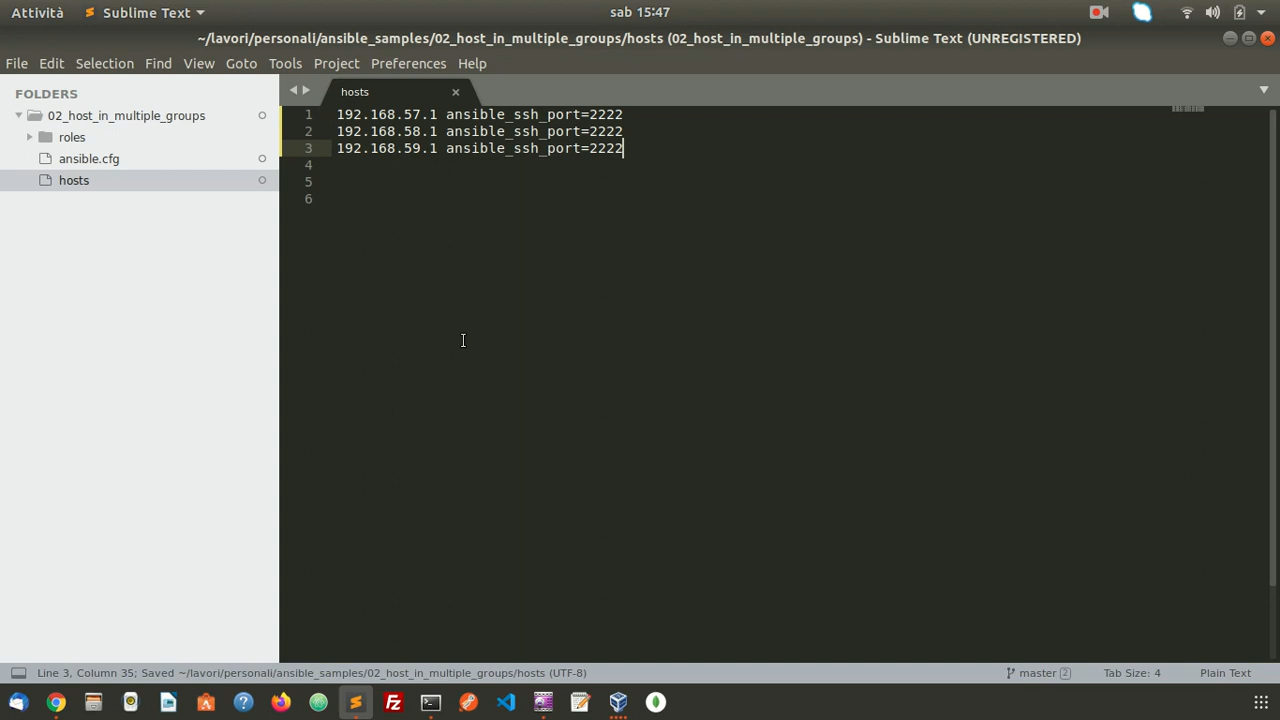 Attività Sublime Text sab 15:47
~/lavori/personali/ansible_samples/02_host_in_multiple_groups/hosts (02_host_in_multiple_groups) - Sublime Text (UNREGISTERED)
File Edit Selection Find View Goto Tools Project Preferences Help
FOLDERS
02_host_in_multiple_groups
roles
ansible.cfg
hosts
hosts
1 192.168.57.1 ansible_ssh_port=2222
2 192.168.58.1 ansible_ssh_port=2222
3 192.168.59.1 ansible_ssh_port=2222
4
5
6
Line 3, Column 35; Saved ~/lavori/personali/ansible_samples/02_host_in_multiple_groups/hosts (UTF-8) master 2 Tab Size: 4 Plain Text